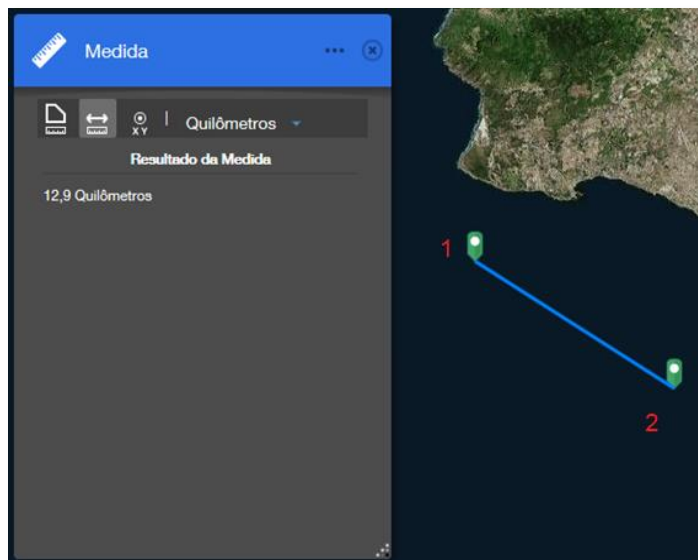 Medida
X Y
Quilômetros
Resultado da Medida
12,9 Quilômetros
1
2